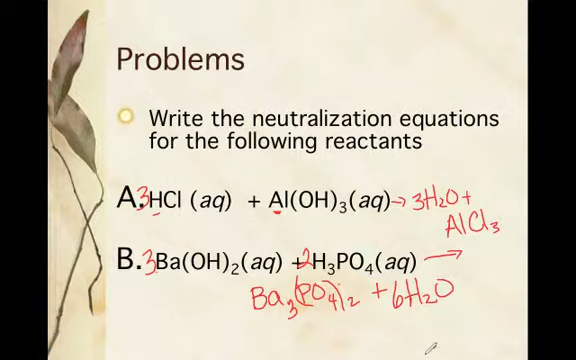 Problems
Write the neutralization equations
for the following reactants
A. 3HCl (aq) + Al(OH)₃(aq) → 3H₂O +
AlCl₃
B. 3Ba(OH)₂(aq) + 2H₃PO₄(aq) →
Ba₃(PO₄)₂ + 6H₂O